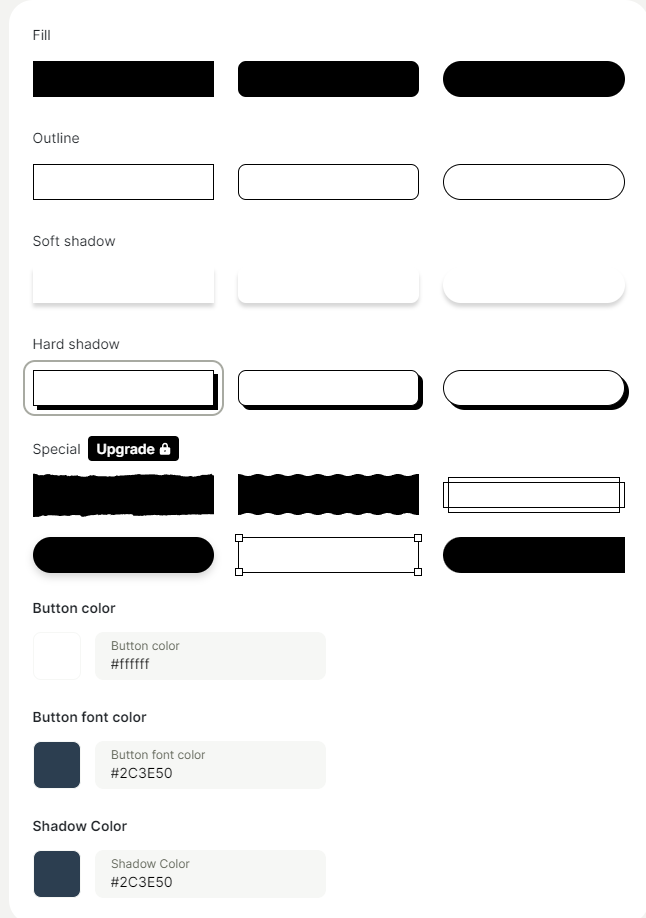 Fill
Outline
Soft shadow
Hard shadow
Special Upgrade
Button color
Button color
#ffffff
Button font color
Button font color
#2C3E50
Shadow Color
Shadow Color
#2C3E50